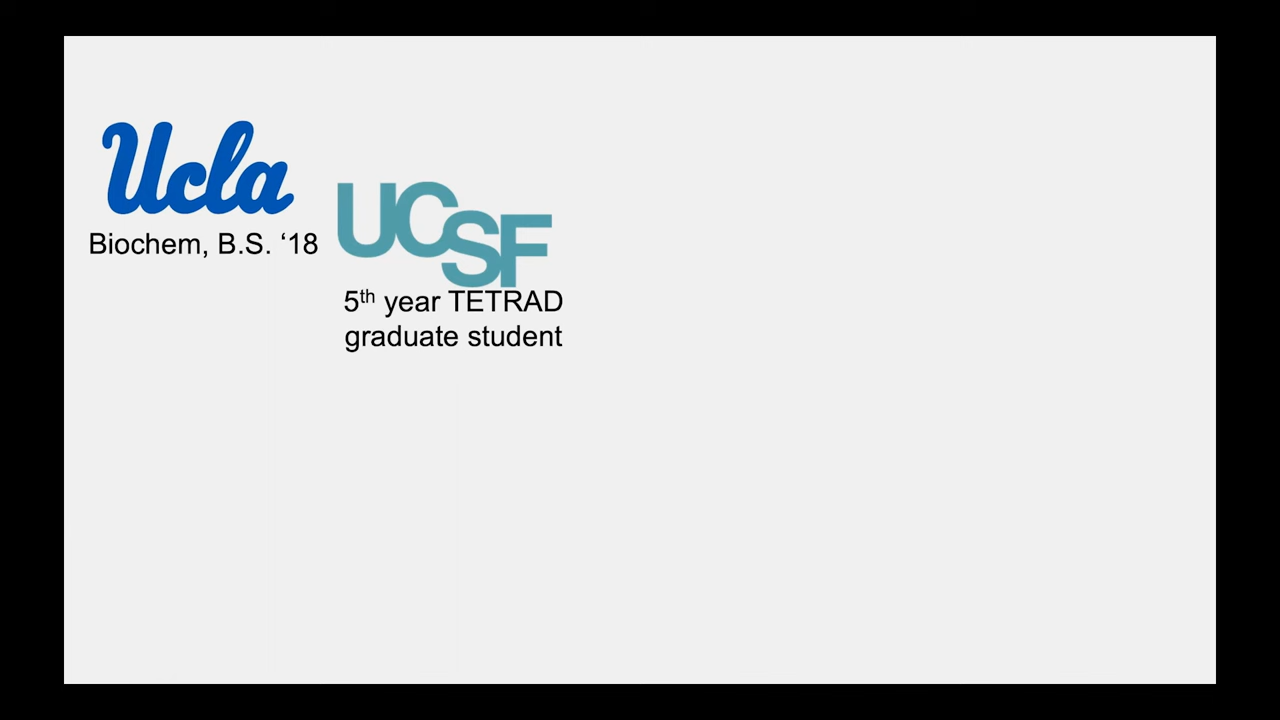 Ucla
Biochem, B.S. ‘18
UCSF
5th year TETRAD
graduate student